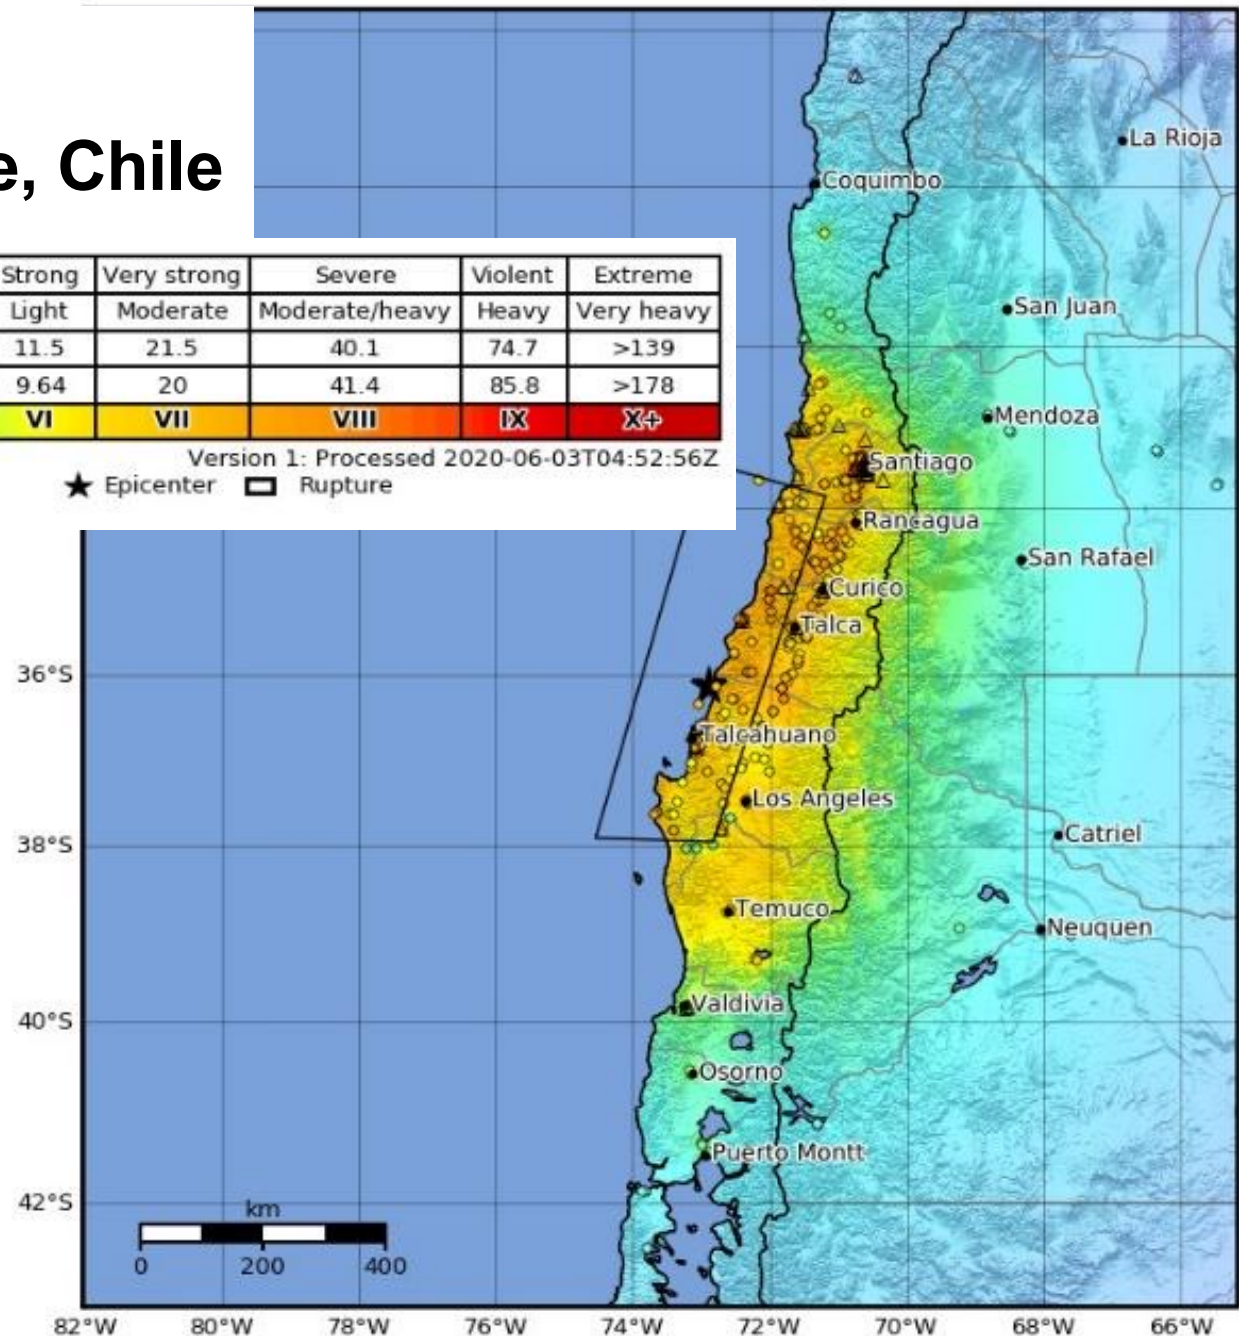 e, Chile
Strong Very strong Severe Violent Extreme
Light Moderate Moderate/heavy Heavy Very heavy
11.5 21.5 40.1 74.7 >139
9.64 20 41.4 85.8 >178
VI VII VIII IX X+
Version 1: Processed 2020-06-03T04:52:56Z
Epicenter Rupture
La Rioja
Coquimbo
San Juan
Mendoza
Santiago
Rancagua
San Rafael
Curico
Talca
36°S
Talcahuano
Los Angeles
Catriel
38°S
Temuco
Neuquen
Valdivia
40°S
Osorno
Puerto Montt
42°S
km
0 200 400
82°W 80°W 78°W 76°W 74°W 72°W 70°W 68°W 66°W